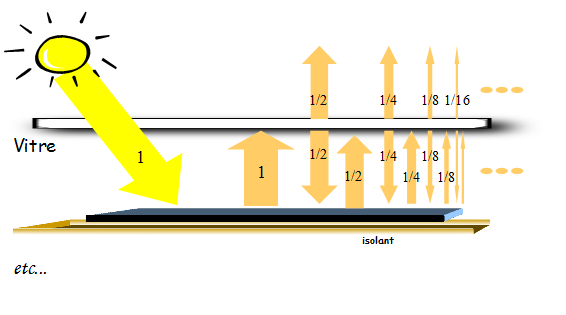 1/2 1/4 1/8 1/16
Vitre
1 1 1/2 1/4 1/8
1/2 1/4 1/8
isolant
etc...